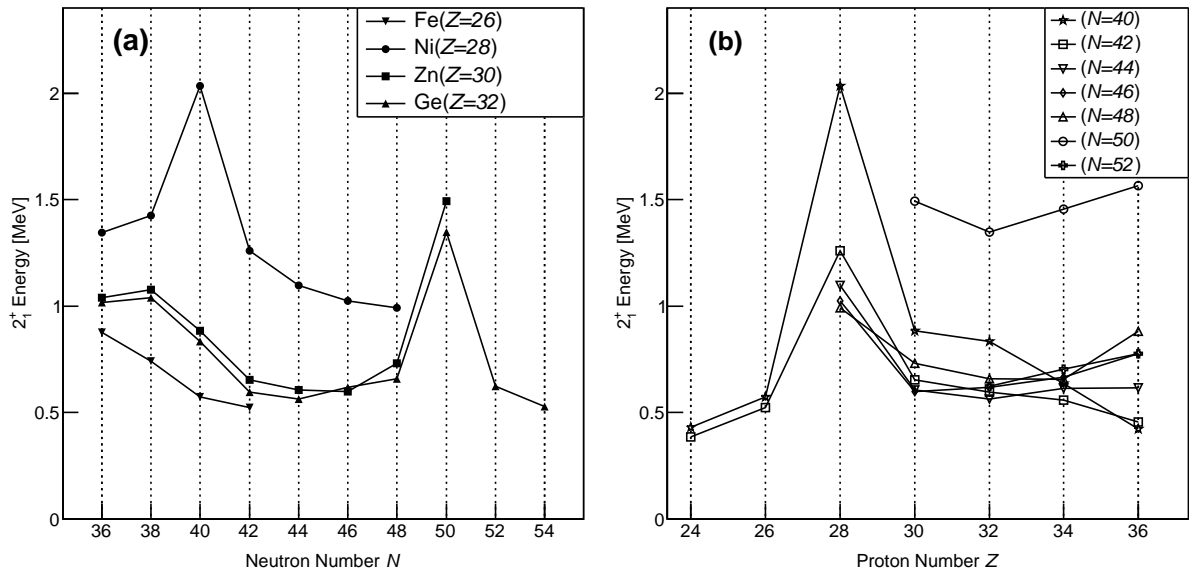 (a)
Fe(Z=26)
Ni(Z=28)
Zn(Z=30)
Ge(Z=32)
2
1.5
1
0.5
0
2₁⁺ Energy [MeV]
36 38 40 42 44 46 48 50 52 54
Neutron Number N
(b)
(N=40)
(N=42)
(N=44)
(N=46)
(N=48)
(N=50)
(N=52)
2
1.5
1
0.5
0
2₁⁺ Energy [MeV]
24 26 28 30 32 34 36
Proton Number Z